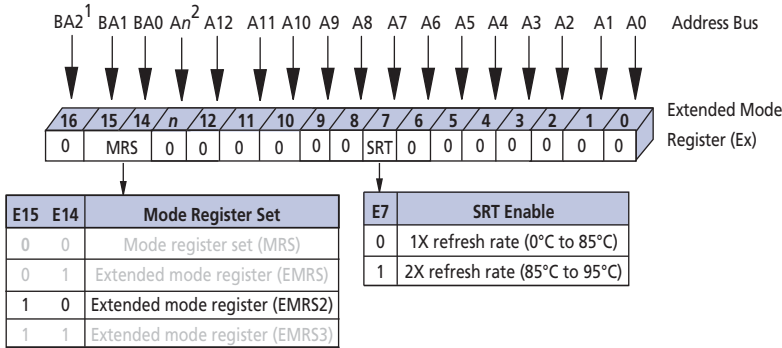 BA2¹ BA1 BA0 An² A12 A11 A10 A9 A8 A7 A6 A5 A4 A3 A2 A1 A0 Address Bus
16 15 14 n 12 11 10 9 8 7 6 5 4 3 2 1 0 Extended Mode
0 MRS 0 0 0 0 0 0 SRT 0 0 0 0 0 0 0 Register (Ex)
E15 E14 Mode Register Set
0 0 Mode register set (MRS)
0 1 Extended mode register (EMRS)
1 0 Extended mode register (EMRS2)
1 1 Extended mode register (EMRS3)
E7 SRT Enable
0 1X refresh rate (0°C to 85°C)
1 2X refresh rate (85°C to 95°C)